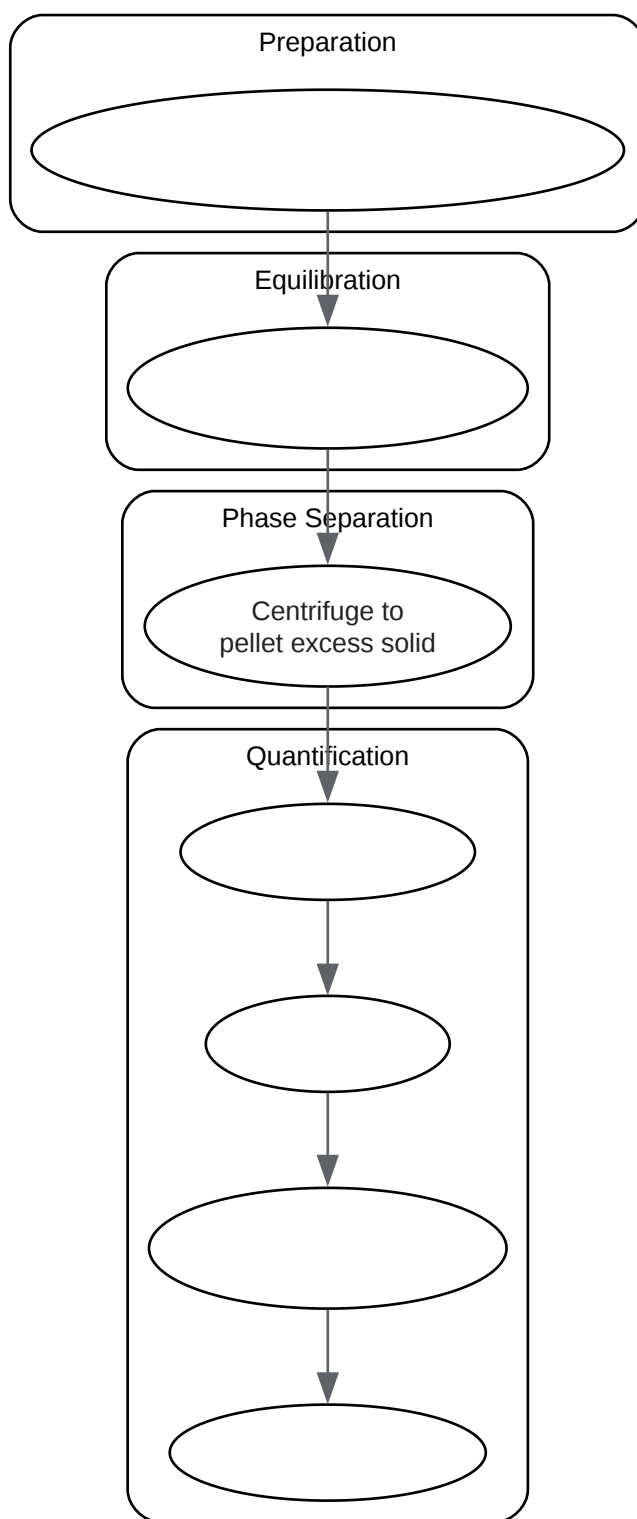 Preparation
Equilibration
Phase Separation
Centrifuge to
pellet excess solid
Quantification